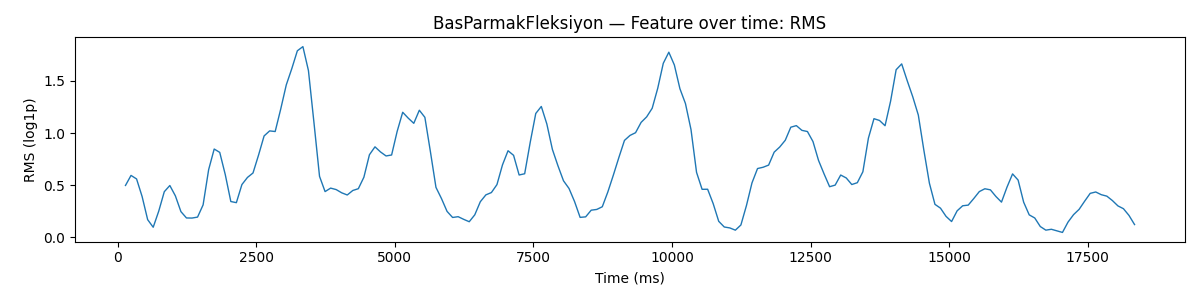 BasParmakFleksiyon — Feature over time: RMS
RMS (log1p)
1.5
1.0
0.5
0.0
0 2500 5000 7500 10000 12500 15000 17500
Time (ms)